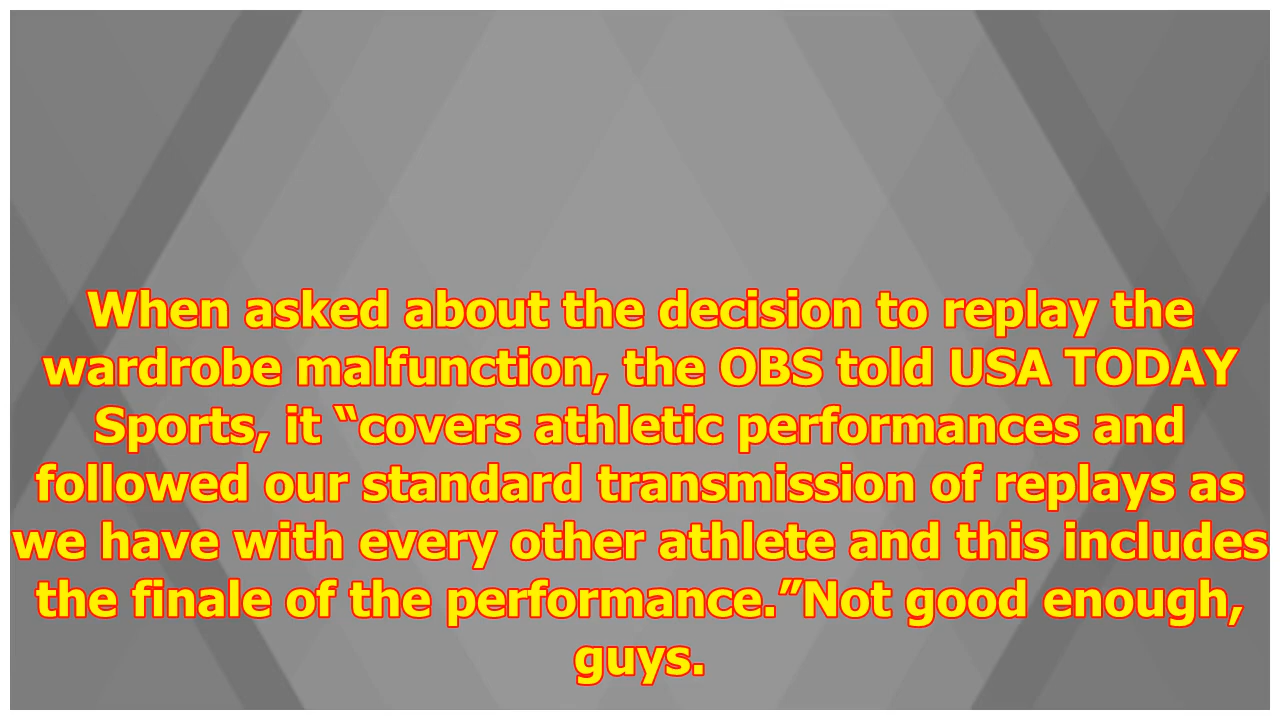 When asked about the decision to replay the
wardrobe malfunction, the OBS told USA TODAY
Sports, it “covers athletic performances and
followed our standard transmission of replays as
we have with every other athlete and this includes
the finale of the performance.”Not good enough,
guys.